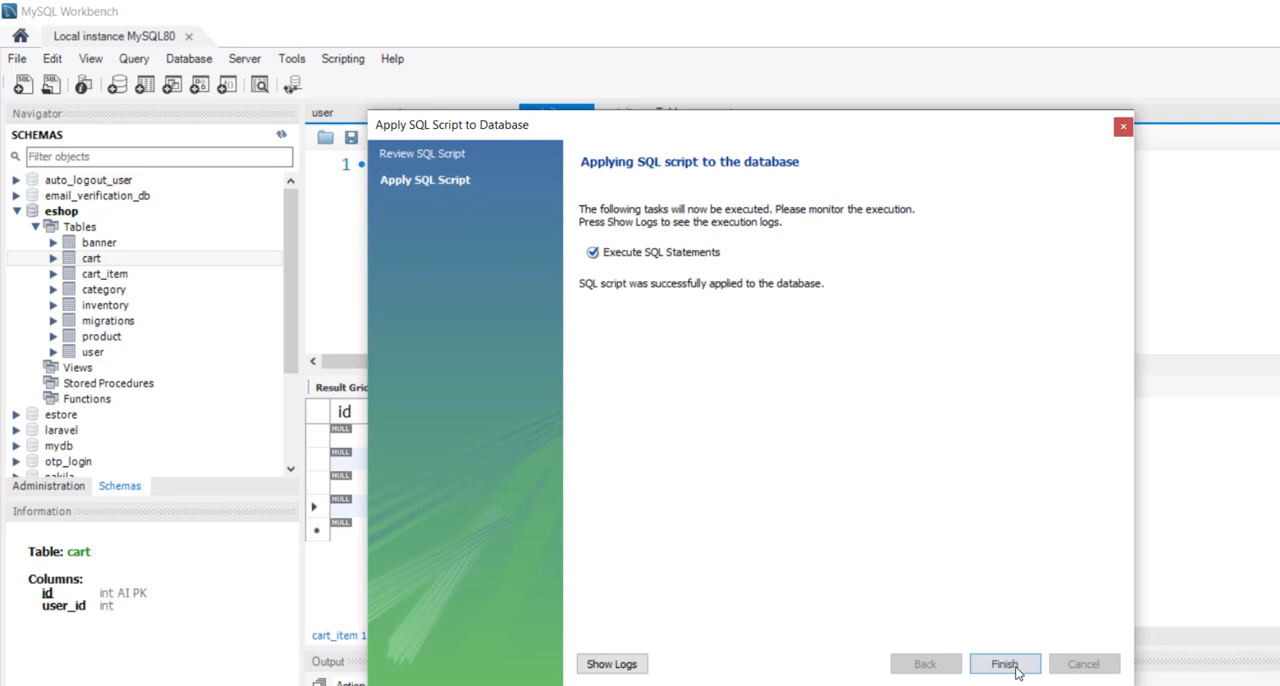 MySQL Workbench
Local instance MySQL80 ×
File Edit View Query Database Server Tools Scripting Help
Navigator
SCHEMAS
Filter objects
auto_logout_user
email_verification_db
eshop
Tables
banner
cart
cart_item
category
inventory
migrations
product
user
Views
Stored Procedures
Functions
estore
laravel
mydb
otp_login
Administration Schemas
Information
Table: cart
Columns:
id int AI PK
user_id int
user
1
Result Grid
id
NULL
NULL
NULL
NULL
NULL
cart_item 1
Output
Action
Apply SQL Script to Database
Review SQL Script
Apply SQL Script
Applying SQL script to the database
The following tasks will now be executed. Please monitor the execution.
Press Show Logs to see the execution logs.
Execute SQL Statements
SQL script was successfully applied to the database.
Show Logs Back Finish Cancel